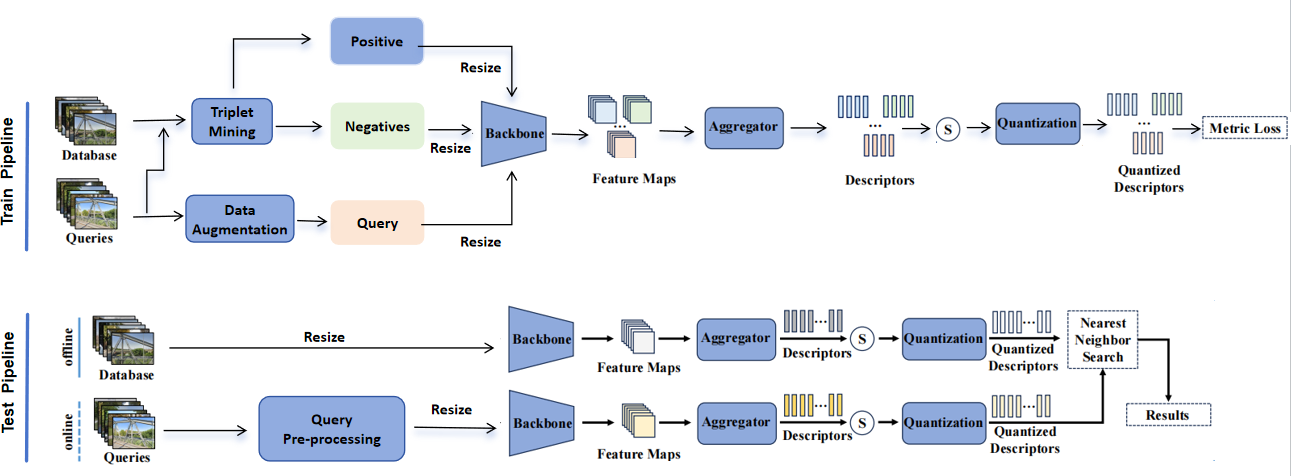 Train Pipeline
Database
Queries
Triplet
Mining
Data
Augmentation
Positive
Negatives
Query
Resize
Resize
Resize
Backbone
Feature Maps
...
Aggregator
...
Descriptors
S
Quantization
...
Quantized
Descriptors
Metric Loss
Test Pipeline
offline
Database
Resize
Backbone
Feature Maps
Aggregator
...
Descriptors
S
Quantization
...
Quantized
Descriptors
Nearest
Neighbor
Search
Results
online
Queries
Query
Pre-processing
Resize
Backbone
Feature Maps
Aggregator
...
Descriptors
S
Quantization
...
Quantized
Descriptors